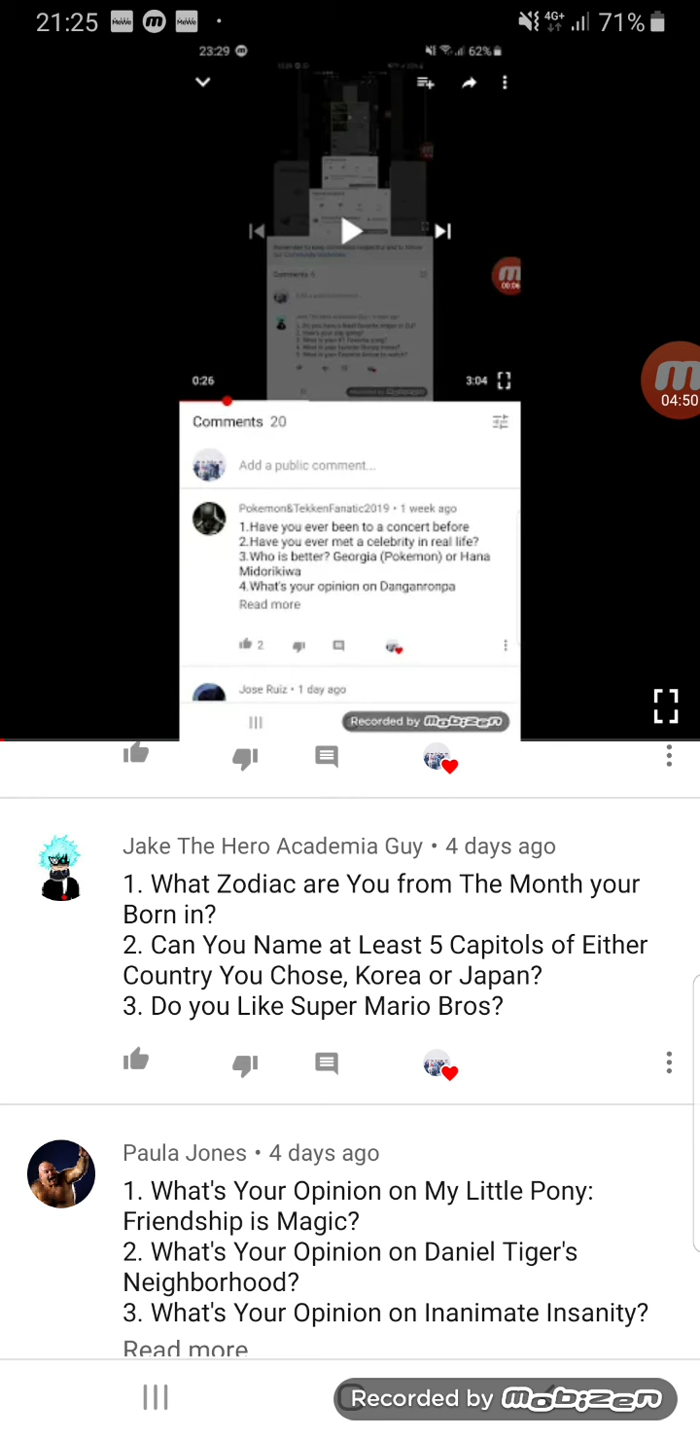 21:25 MeWe m MeWe • 4G+ 71%
23:29 m 62%
00:06
04:50
0:26 3:04
Comments 20
Add a public comment...
Pokemon&TekkenFanatic2019 • 1 week ago
1.Have you ever been to a concert before
2.Have you ever met a celebrity in real life?
3.Who is better? Georgia (Pokemon) or Hana
Midorikiwa
4.What's your opinion on Danganronpa
Read more
2
Jose Ruiz • 1 day ago
Recorded by mobizen
Jake The Hero Academia Guy • 4 days ago
1. What Zodiac are You from The Month your
Born in?
2. Can You Name at Least 5 Capitols of Either
Country You Chose, Korea or Japan?
3. Do you Like Super Mario Bros?
Paula Jones • 4 days ago
1. What's Your Opinion on My Little Pony:
Friendship is Magic?
2. What's Your Opinion on Daniel Tiger's
Neighborhood?
3. What's Your Opinion on Inanimate Insanity?
Read more
Recorded by mobizen